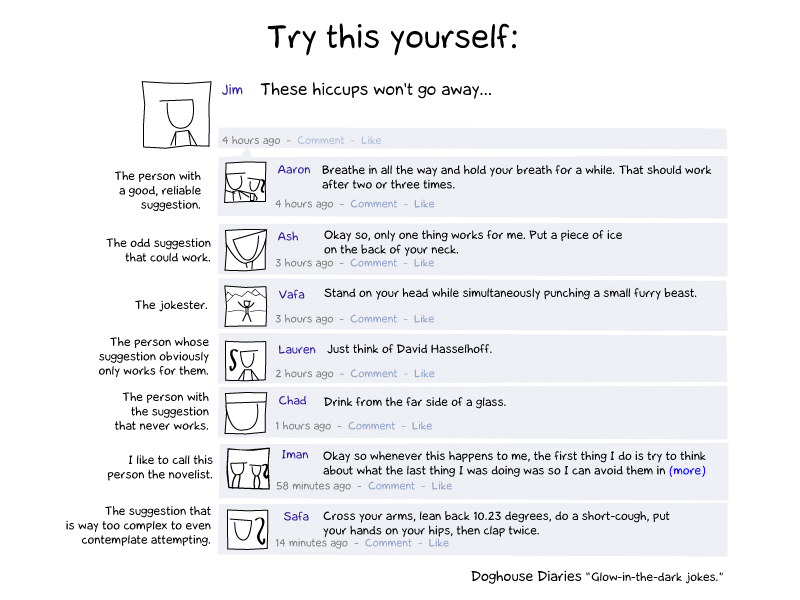 Try this yourself:
Jim These hiccups won't go away...
4 hours ago - Comment - Like
The person with
a good, reliable
suggestion.
Aaron Breathe in all the way and hold your breath for a while. That should work
after two or three times.
4 hours ago - Comment - Like
The odd suggestion
that could work.
Ash Okay so, only one thing works for me. Put a piece of ice
on the back of your neck.
3 hours ago - Comment - Like
The jokester.
Vafa Stand on your head while simultaneously punching a small furry beast.
3 hours ago - Comment - Like
The person whose
suggestion obviously
only works for them.
Lauren Just think of David Hasselhoff.
2 hours ago - Comment - Like
The person with
the suggestion
that never works.
Chad Drink from the far side of a glass.
1 hours ago - Comment - Like
I like to call this
person the novelist.
Iman Okay so whenever this happens to me, the first thing I do is try to think
about what the last thing I was doing was so I can avoid them in (more)
58 minutes ago - Comment - Like
The suggestion that
is way too complex to even
contemplate attempting.
Safa Cross your arms, lean back 10.23 degrees, do a short-cough, put
your hands on your hips, then clap twice.
14 minutes ago - Comment - Like
Doghouse Diaries "Glow-in-the-dark jokes."